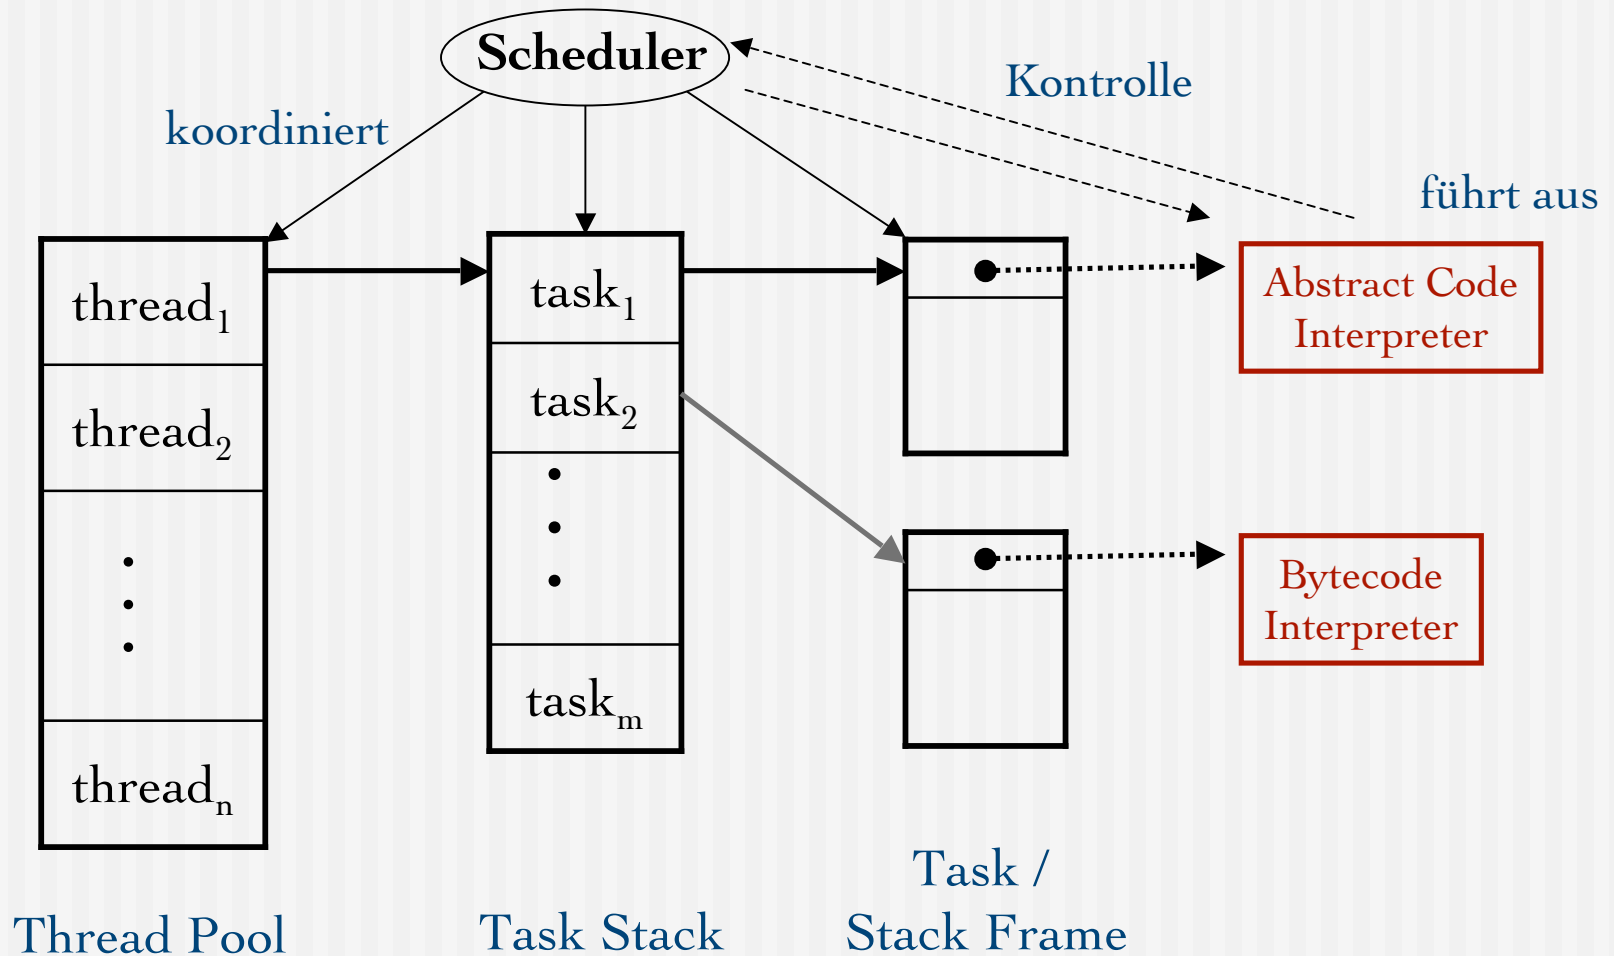 Scheduler
Kontrolle
koordiniert
führt aus
thread₁
task₁
Abstract Code
Interpreter
thread₂
task₂
Bytecode
Interpreter
taskₘ
threadₙ
Task /
Stack Frame
Thread Pool
Task Stack